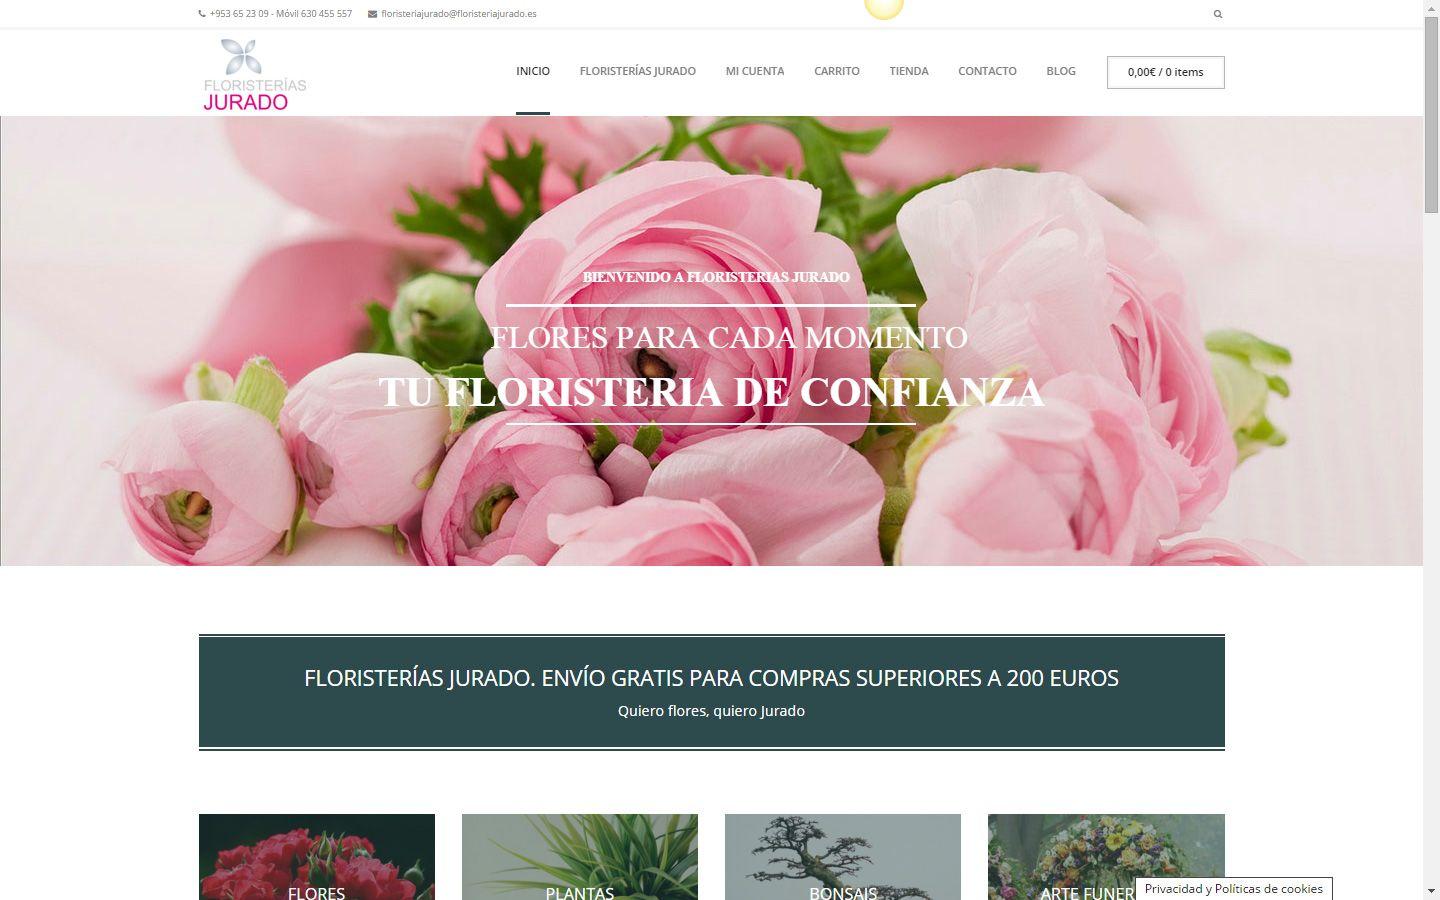 +953 65 23 09 - Móvil 630 455 557 floristeriajurado@floristeriajurado.es
FLORISTERÍAS
JURADO
INICIO FLORISTERÍAS JURADO MI CUENTA CARRITO TIENDA CONTACTO BLOG 0,00€ / 0 items
BIENVENIDO A FLORISTERIAS JURADO
FLORES PARA CADA MOMENTO
TU FLORISTERIA DE CONFIANZA
FLORISTERÍAS JURADO. ENVÍO GRATIS PARA COMPRAS SUPERIORES A 200 EUROS
Quiero flores, quiero Jurado
FLORES PLANTAS BONSAIS ARTE FUNER
Privacidad y Políticas de cookies